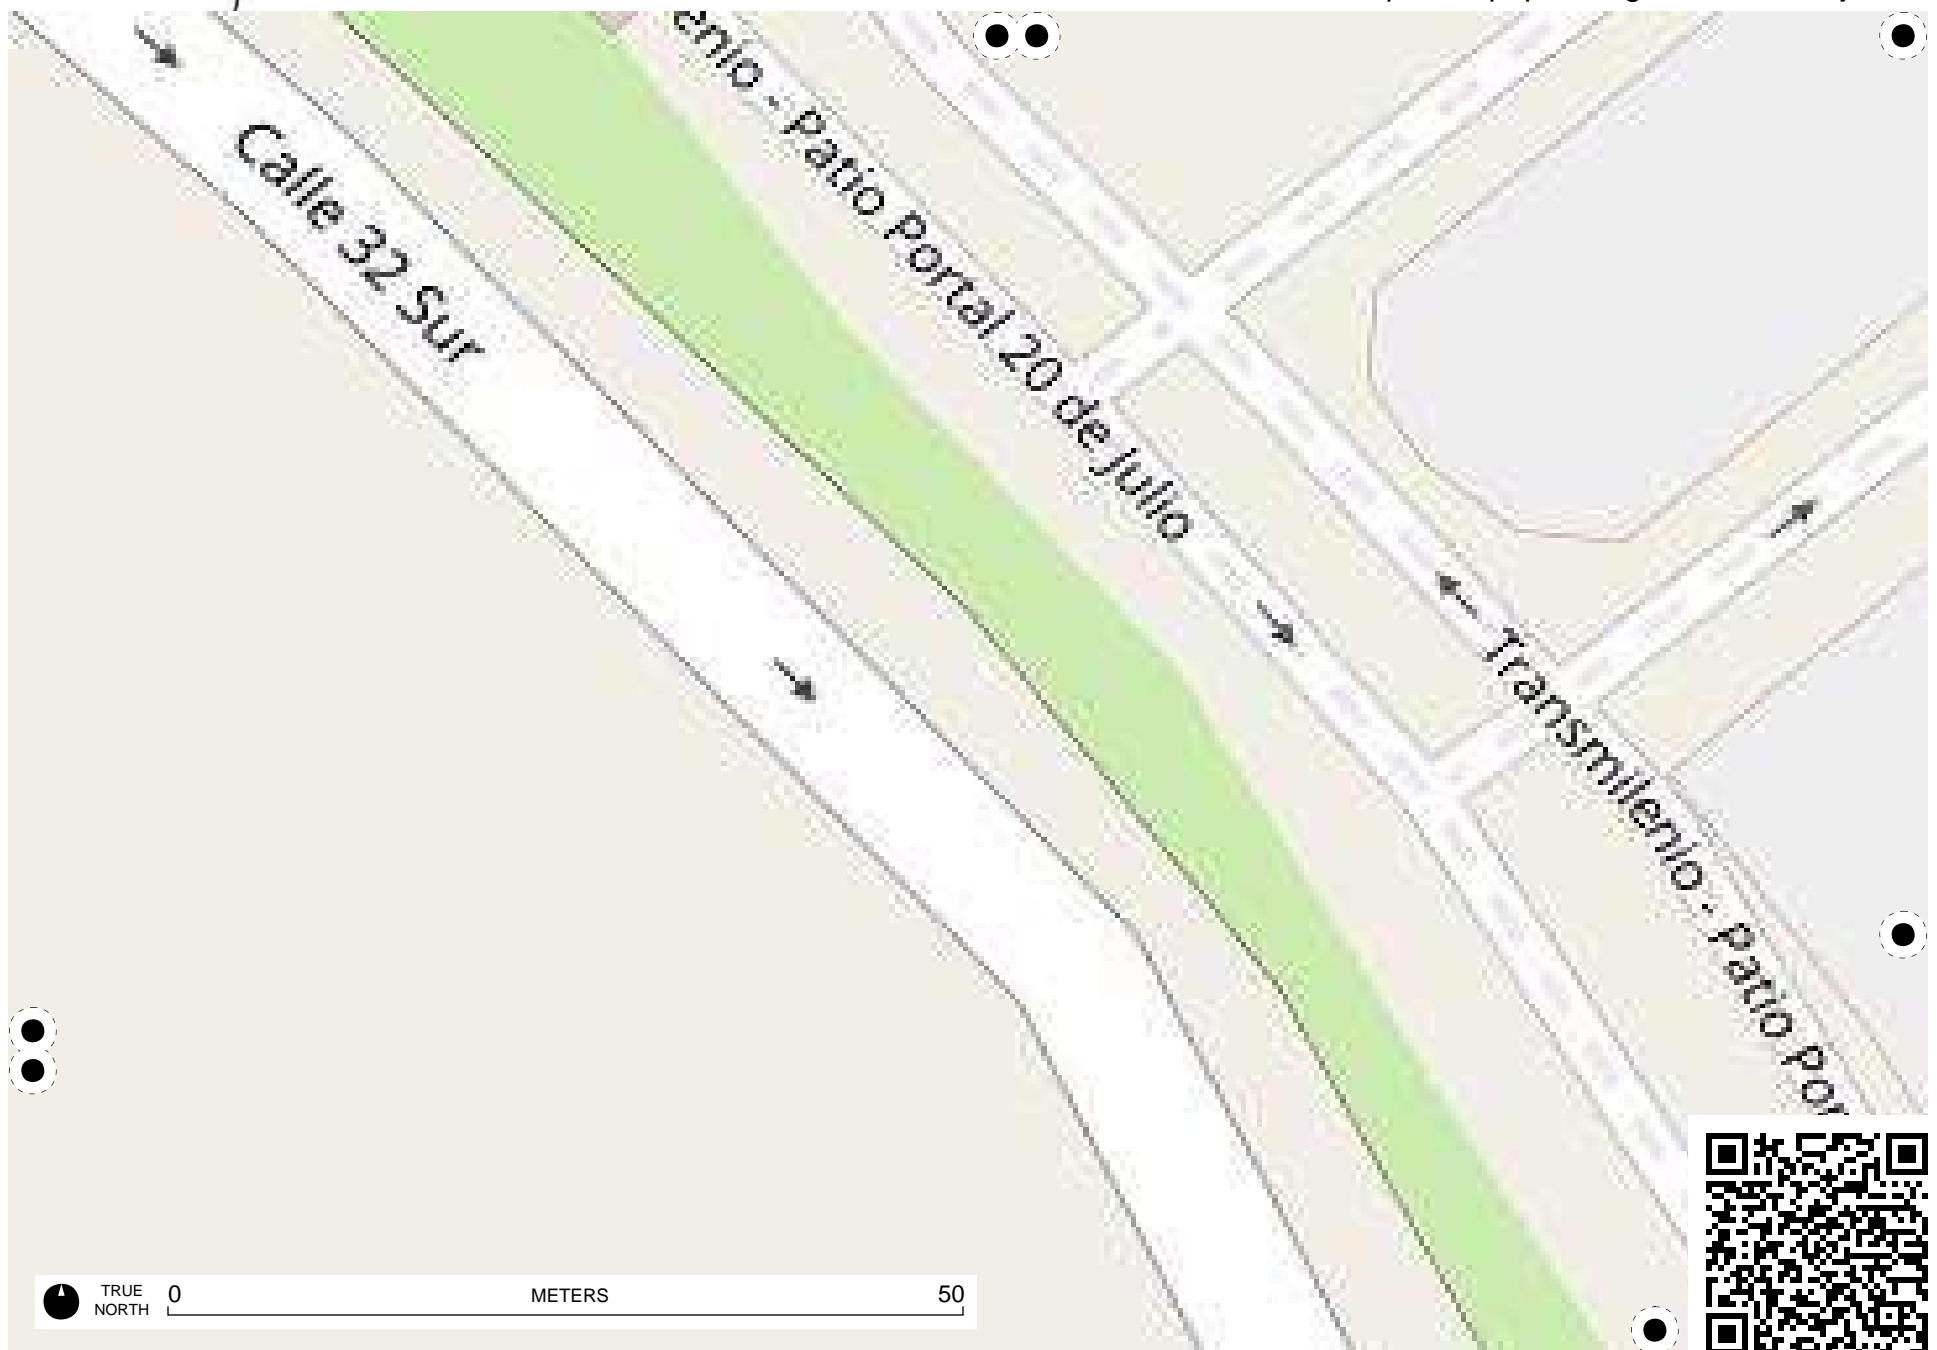 enio - Patio Portal 20 de Julio
Calle 32 Sur
Transmilenio - Patio Por
TRUE
NORTH
0
METERS
50